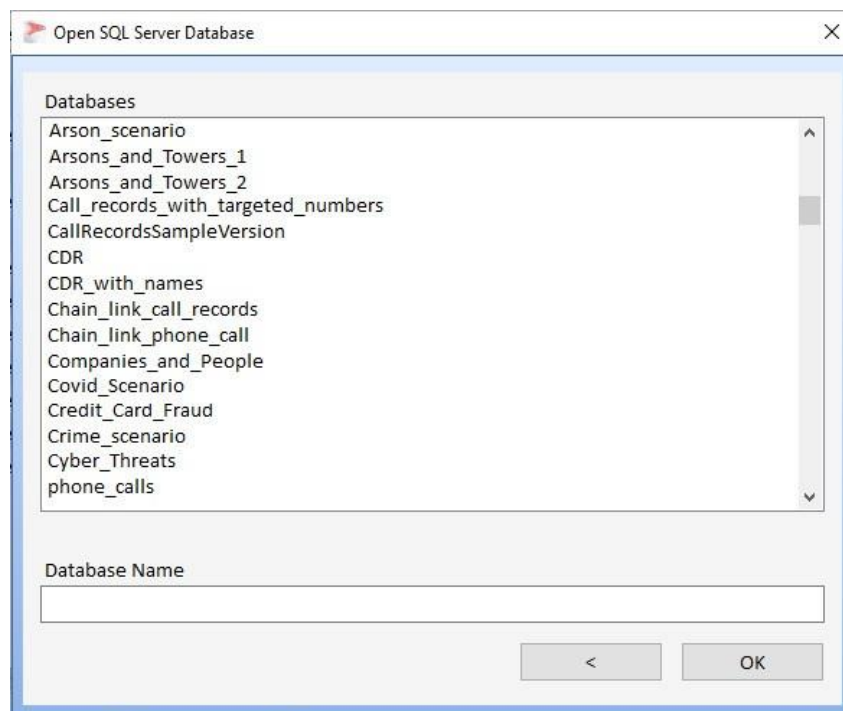 Open SQL Server Database
Databases
Arson_scenario
Arsons_and_Towers_1
Arsons_and_Towers_2
Call_records_with_targeted_numbers
CallRecordsSampleVersion
CDR
CDR_with_names
Chain_link_call_records
Chain_link_phone_call
Companies_and_People
Covid_Scenario
Credit_Card_Fraud
Crime_scenario
Cyber_Threats
phone_calls
Database Name
< OK